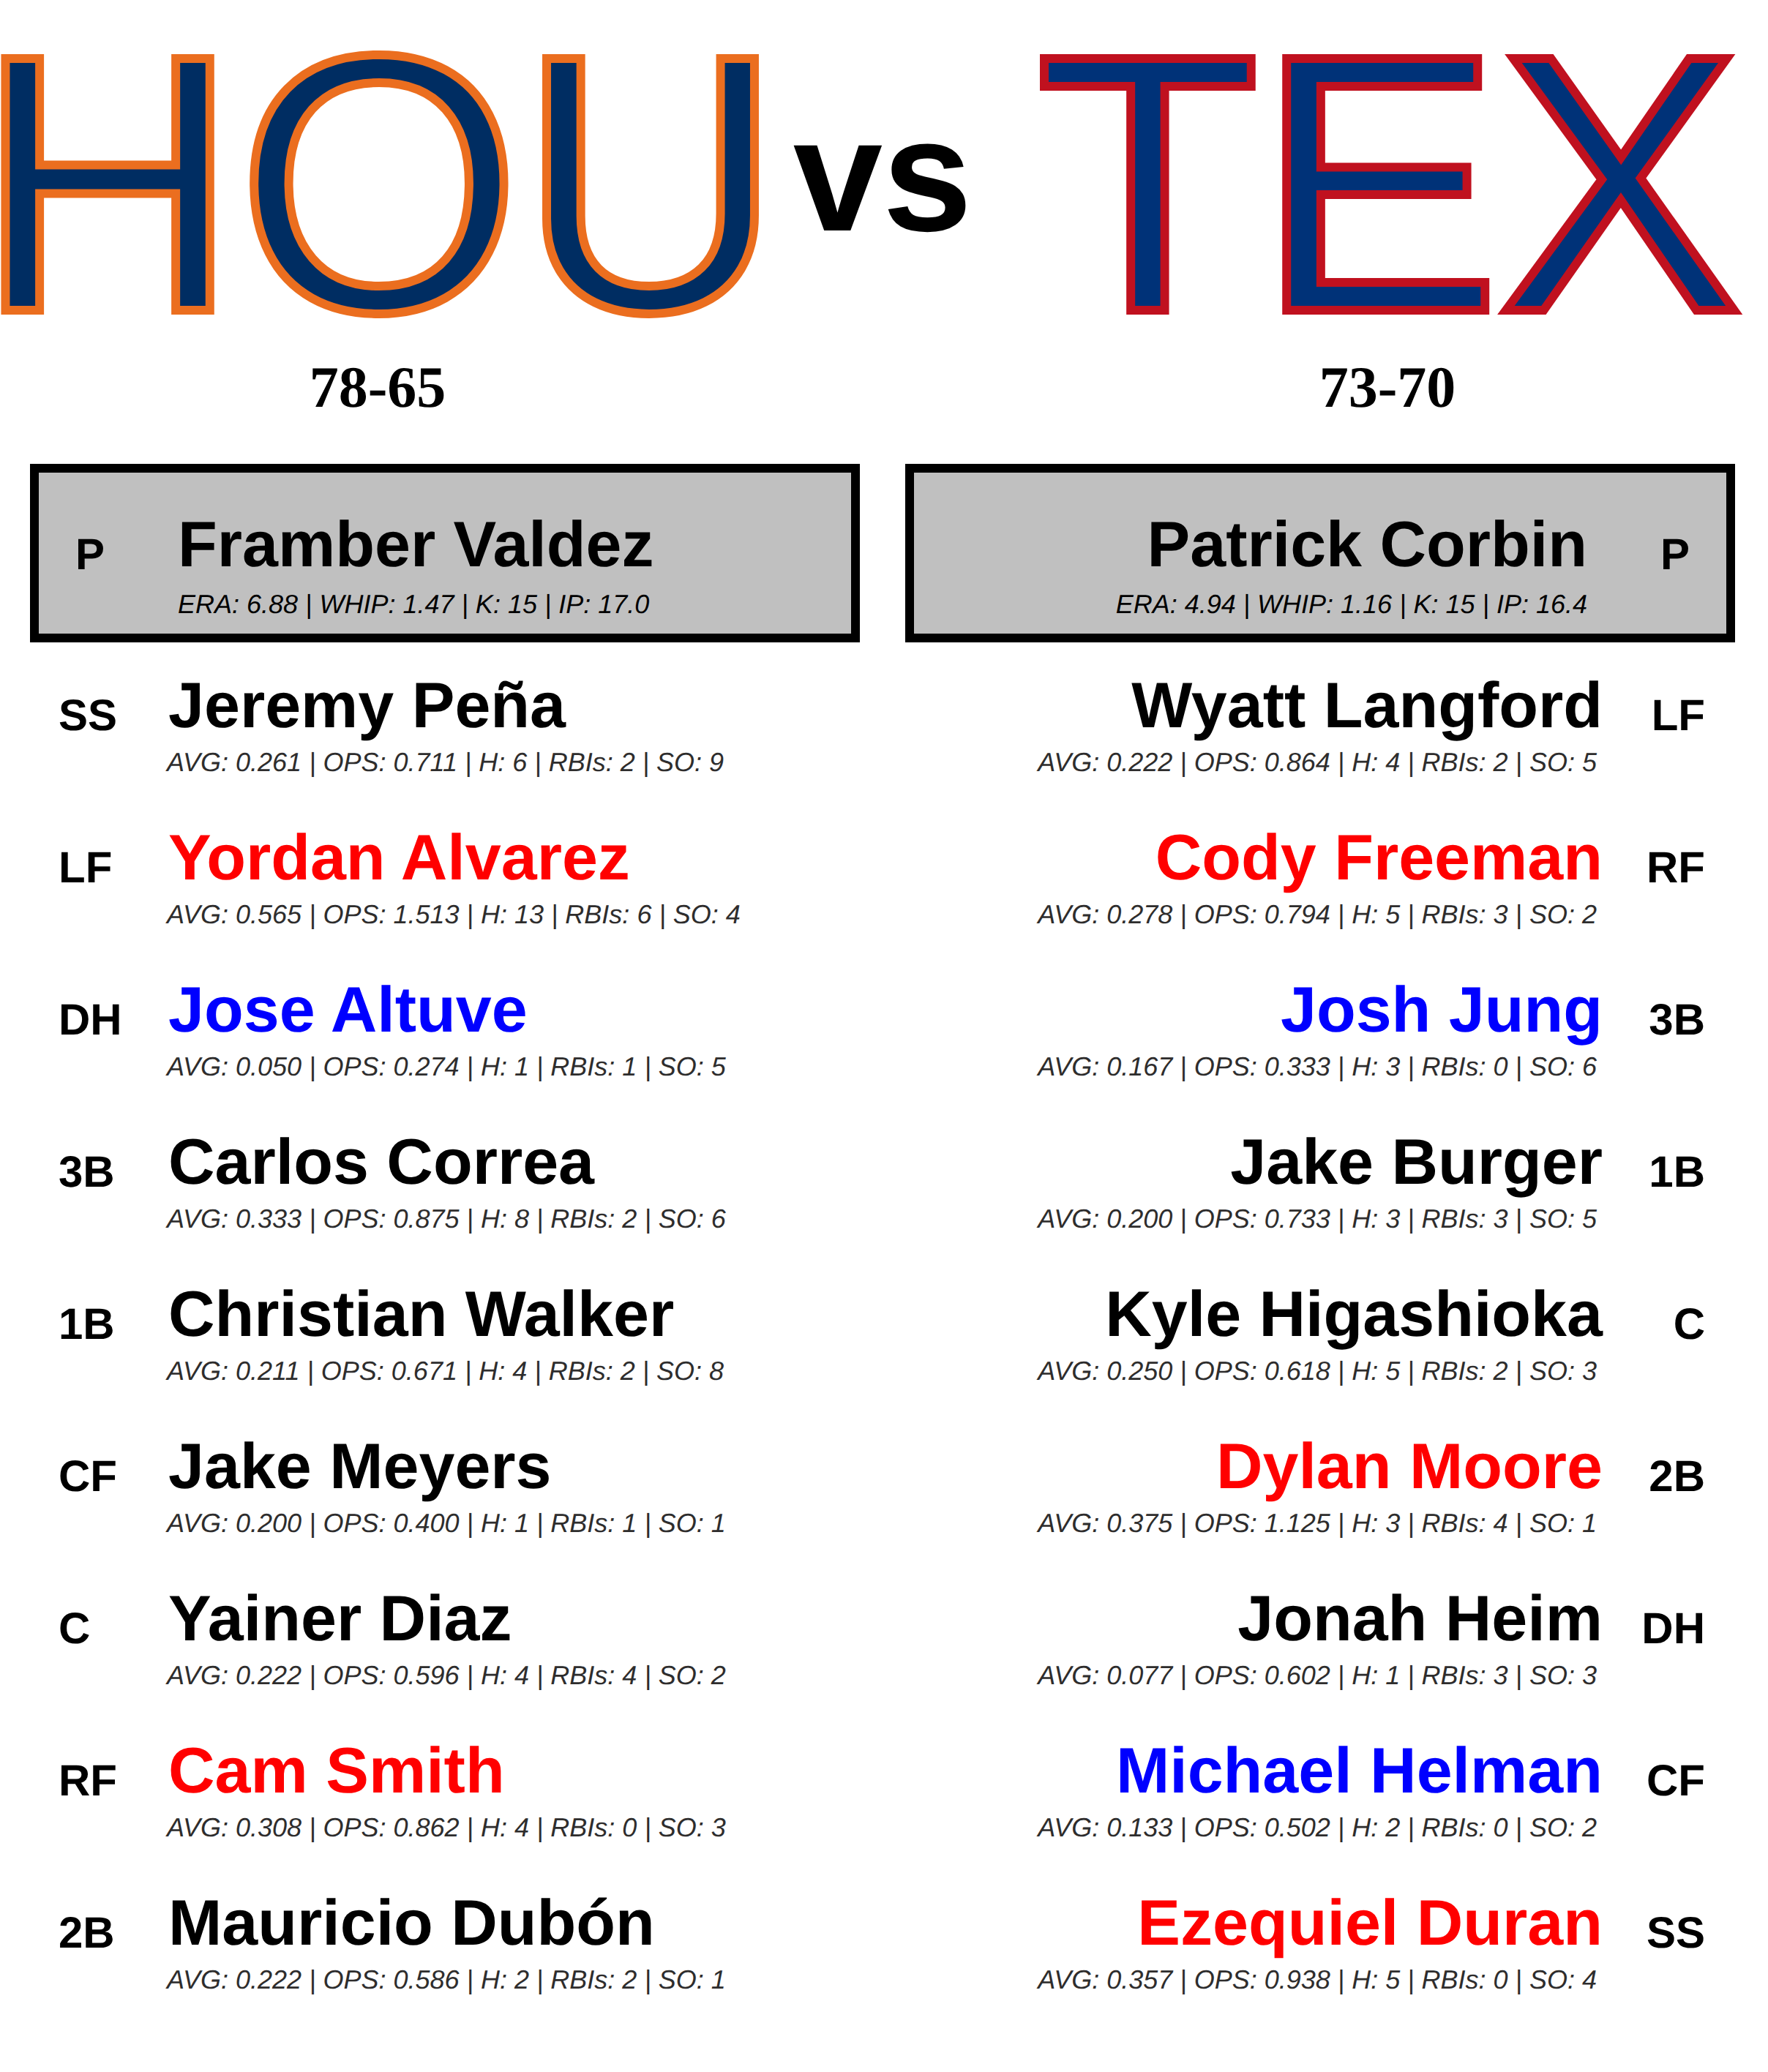 HOU vs TEX
78-65
73-70
P Framber Valdez
ERA: 6.88 | WHIP: 1.47 | K: 15 | IP: 17.0
Patrick Corbin P
ERA: 4.94 | WHIP: 1.16 | K: 15 | IP: 16.4
SS Jeremy Peña
AVG: 0.261 | OPS: 0.711 | H: 6 | RBIs: 2 | SO: 9
LF Yordan Alvarez
AVG: 0.565 | OPS: 1.513 | H: 13 | RBIs: 6 | SO: 4
DH Jose Altuve
AVG: 0.050 | OPS: 0.274 | H: 1 | RBIs: 1 | SO: 5
3B Carlos Correa
AVG: 0.333 | OPS: 0.875 | H: 8 | RBIs: 2 | SO: 6
1B Christian Walker
AVG: 0.211 | OPS: 0.671 | H: 4 | RBIs: 2 | SO: 8
CF Jake Meyers
AVG: 0.200 | OPS: 0.400 | H: 1 | RBIs: 1 | SO: 1
C Yainer Diaz
AVG: 0.222 | OPS: 0.596 | H: 4 | RBIs: 4 | SO: 2
RF Cam Smith
AVG: 0.308 | OPS: 0.862 | H: 4 | RBIs: 0 | SO: 3
2B Mauricio Dubón
AVG: 0.222 | OPS: 0.586 | H: 2 | RBIs: 2 | SO: 1
Wyatt Langford LF
AVG: 0.222 | OPS: 0.864 | H: 4 | RBIs: 2 | SO: 5
Cody Freeman RF
AVG: 0.278 | OPS: 0.794 | H: 5 | RBIs: 3 | SO: 2
Josh Jung 3B
AVG: 0.167 | OPS: 0.333 | H: 3 | RBIs: 0 | SO: 6
Jake Burger 1B
AVG: 0.200 | OPS: 0.733 | H: 3 | RBIs: 3 | SO: 5
Kyle Higashioka C
AVG: 0.250 | OPS: 0.618 | H: 5 | RBIs: 2 | SO: 3
Dylan Moore 2B
AVG: 0.375 | OPS: 1.125 | H: 3 | RBIs: 4 | SO: 1
Jonah Heim DH
AVG: 0.077 | OPS: 0.602 | H: 1 | RBIs: 3 | SO: 3
Michael Helman CF
AVG: 0.133 | OPS: 0.502 | H: 2 | RBIs: 0 | SO: 2
Ezequiel Duran SS
AVG: 0.357 | OPS: 0.938 | H: 5 | RBIs: 0 | SO: 4